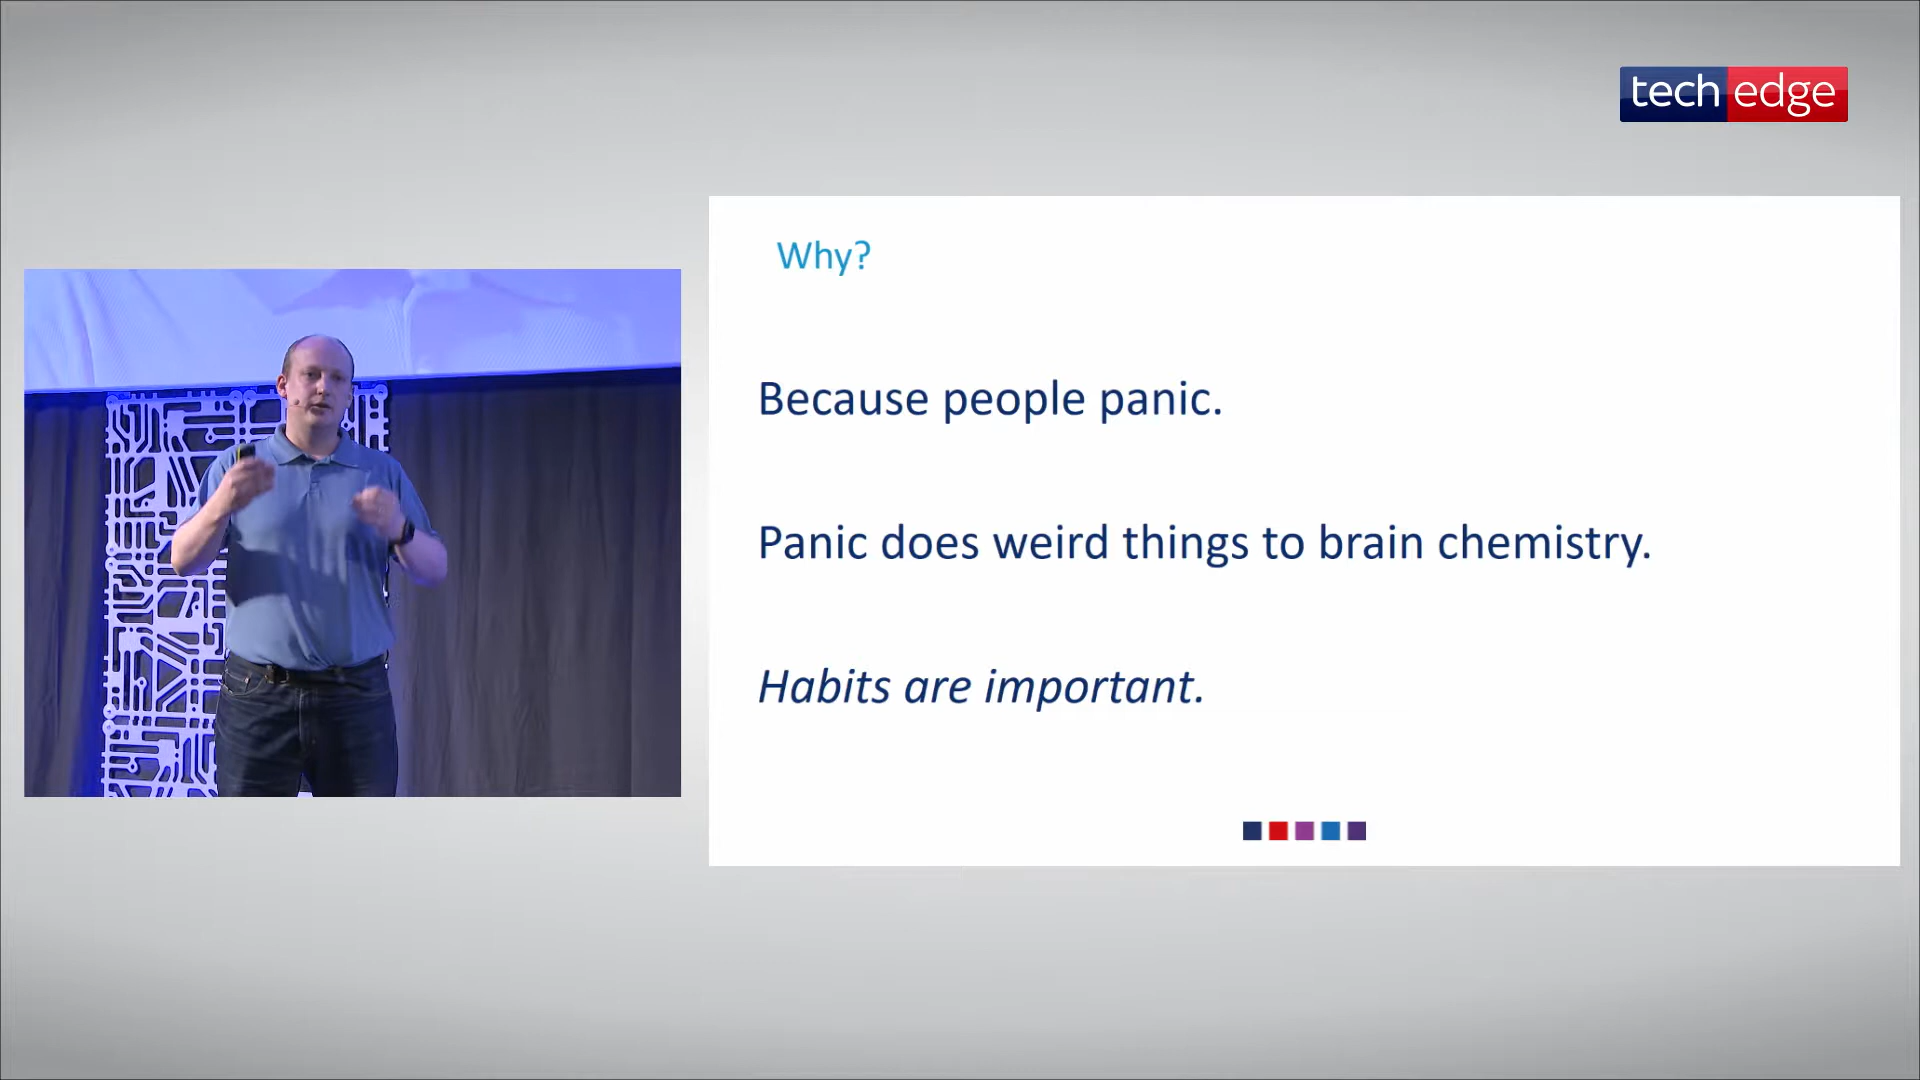 tech edge
Why?
Because people panic.
Panic does weird things to brain chemistry.
Habits are important.